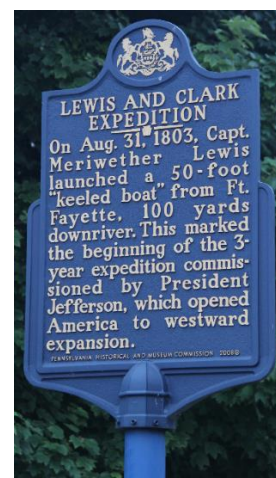 LEWIS AND CLARK
EXPEDITION
On Aug. 31, 1803, Capt.
Meriwether Lewis
launched a 50-foot
"keeled boat" from Ft.
Fayette, 100 yards
downriver. This marked
the beginning of the 3-
year expedition commis-
sioned by President
Jefferson, which opened
America to westward
expansion.
PENNSYLVANIA HISTORICAL AND MUSEUM COMMISSION